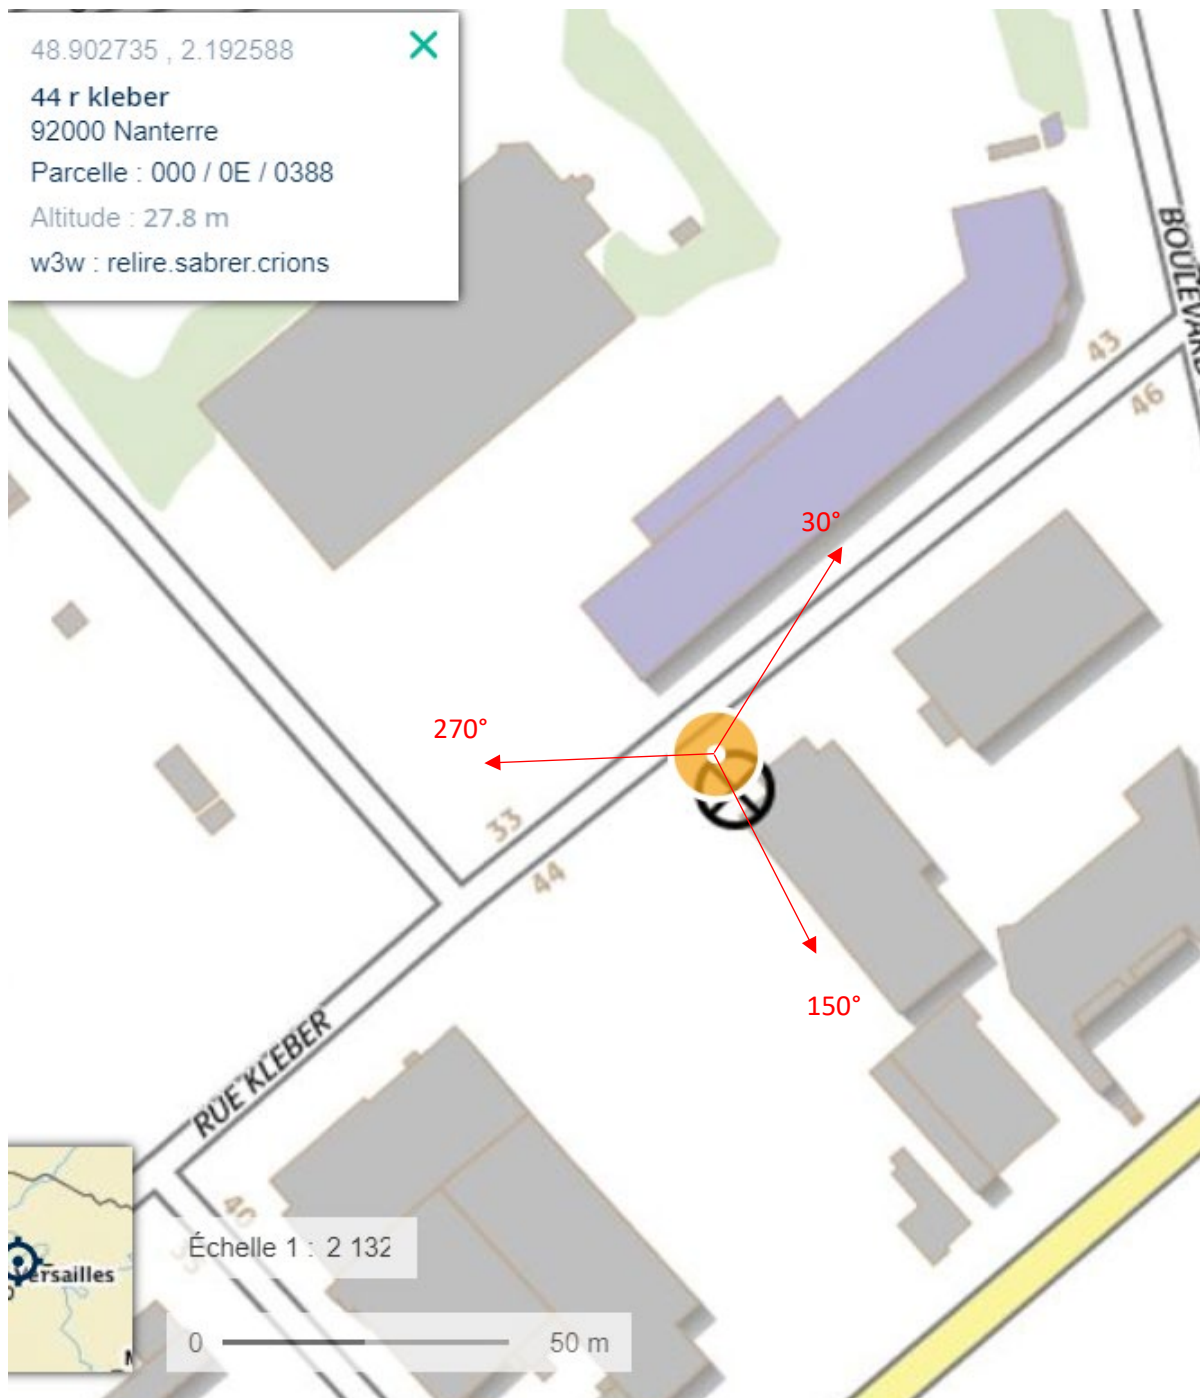 48.902735 , 2.192588
44 r kleber
92000 Nanterre
Parcelle : 000 / 0E / 0388
Altitude : 27.8 m
w3w : relire.sabrer.crions
BOULEVARD
43
46
30°
270°
33
44
150°
RUE KLEBER
40
Échelle 1 : 2 132
ersailles
0 50 m